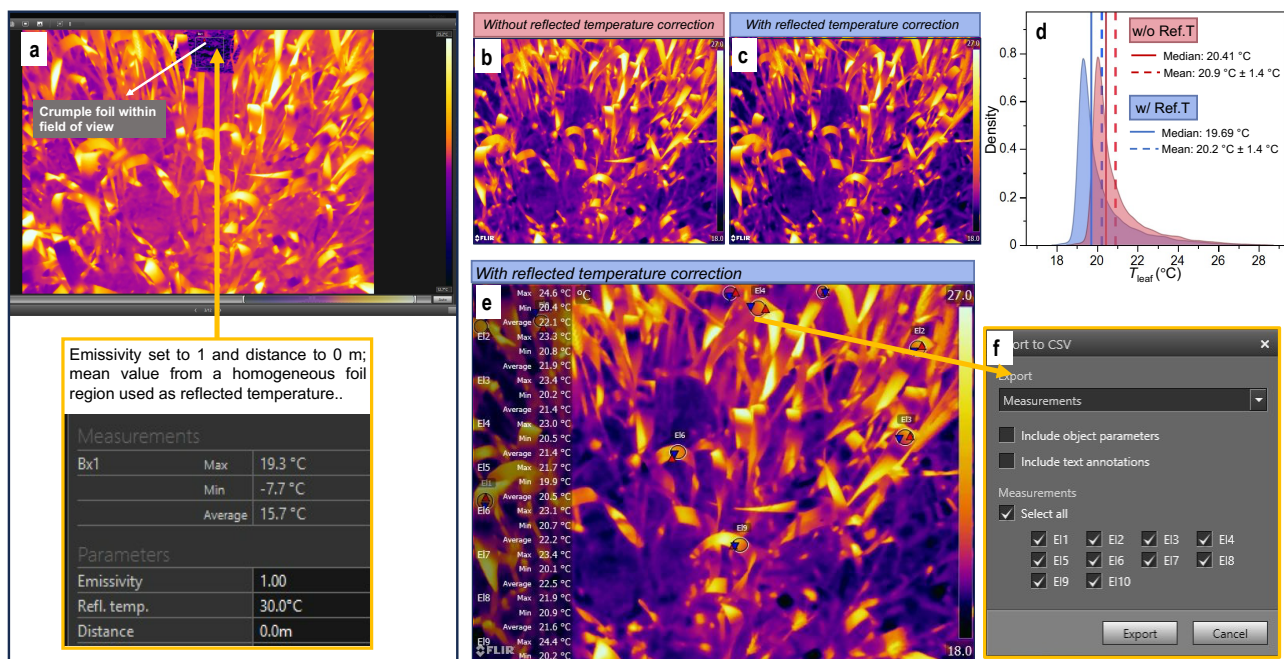 a
Crumple foil within
field of view
Emissivity set to 1 and distance to 0 m;
mean value from a homogeneous foil
region used as reflected temperature..
Measurements
Bx1 Max 19.3 °C
Min -7.7 °C
Average 15.7 °C
Parameters
Emissivity 1.00
Refl. temp. 30.0°C
Distance 0.0m
Without reflected temperature correction
b
27.0
18.0
FLIR
With reflected temperature correction
c
27.0
18.0
FLIR
d
w/o Ref.T
Median: 20.41 °C
Mean: 20.9 °C ± 1.4 °C
w/ Ref.T
Median: 19.69 °C
Mean: 20.2 °C ± 1.4 °C
Density
0.8
0.6
0.4
0.2
0
18 20 22 24 26 28
Tleaf (°C)
With reflected temperature correction
e
°C
27.0
18.0
Max 24.6 °C
Min 20.4 °C
Average 22.1 °C
El2 Max 23.3 °C
Min 20.8 °C
Average 21.9 °C
El3 Max 23.4 °C
Min 20.2 °C
Average 21.4 °C
El4 Max 23.0 °C
Min 20.5 °C
Average 21.4 °C
El5 Max 21.7 °C
Min 19.9 °C
Average 20.5 °C
El6 Max 23.1 °C
Min 20.7 °C
Average 22.2 °C
El7 Max 23.4 °C
Min 20.1 °C
Average 22.5 °C
El8 Max 21.9 °C
Min 20.9 °C
Average 21.6 °C
El9 Max 24.4 °C
Min 20.2 °C
FLIR
El4
El2
El3
El6
El1
El9
f
ort to CSV
×
Export
Measurements
Include object parameters
Include text annotations
Measurements
Select all
El1 El2 El3 El4
El5 El6 El7 El8
El9 El10
Export Cancel